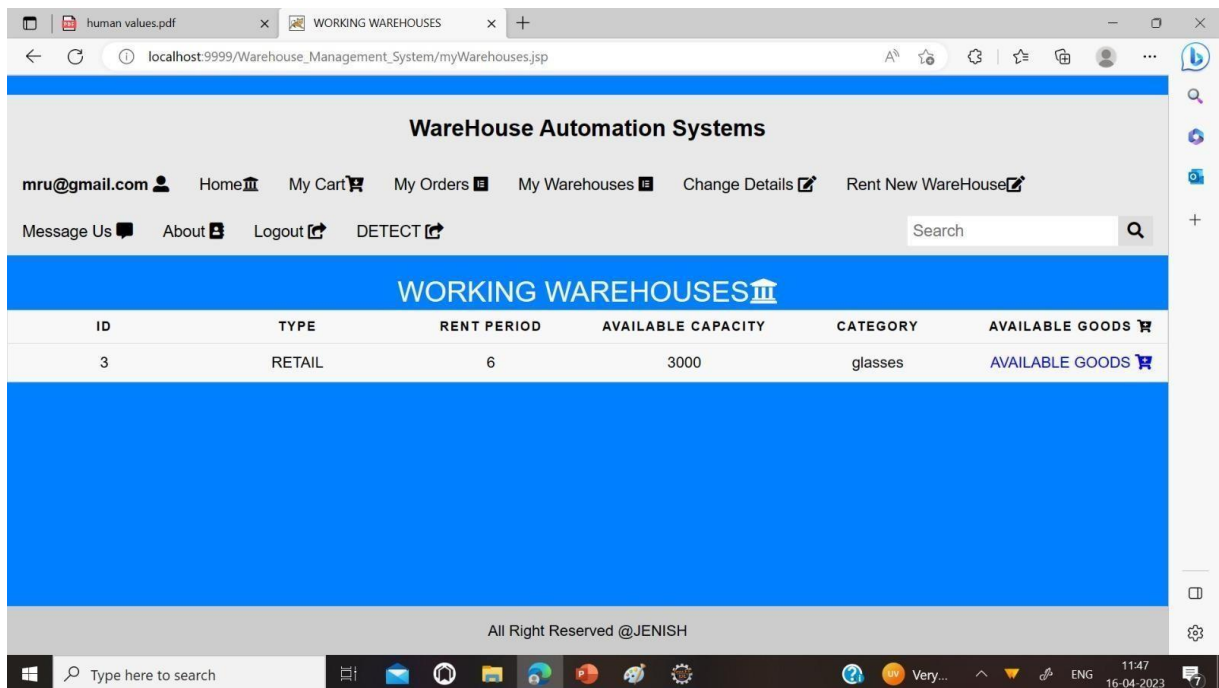 human values.pdf WORKING WAREHOUSES
localhost:9999/Warehouse_Management_System/myWarehouses.jsp
WareHouse Automation Systems
mru@gmail.com Home My Cart My Orders My Warehouses Change Details Rent New WareHouse
Message Us About Logout DETECT Search
WORKING WAREHOUSES
ID TYPE RENT PERIOD AVAILABLE CAPACITY CATEGORY AVAILABLE GOODS
3 RETAIL 6 3000 glasses AVAILABLE GOODS
All Right Reserved @JENISH
Type here to search UV Very... ENG 11:47
16-04-2023 7